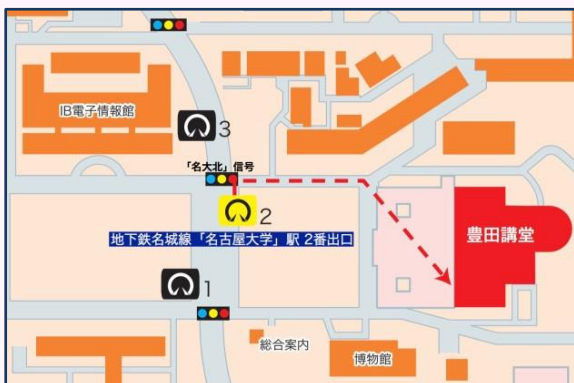 IB電子情報館
3
「名大北」信号
2
地下鉄名城線「名古屋大学」駅 2番出口
豊田講堂
1
総合案内
博物館